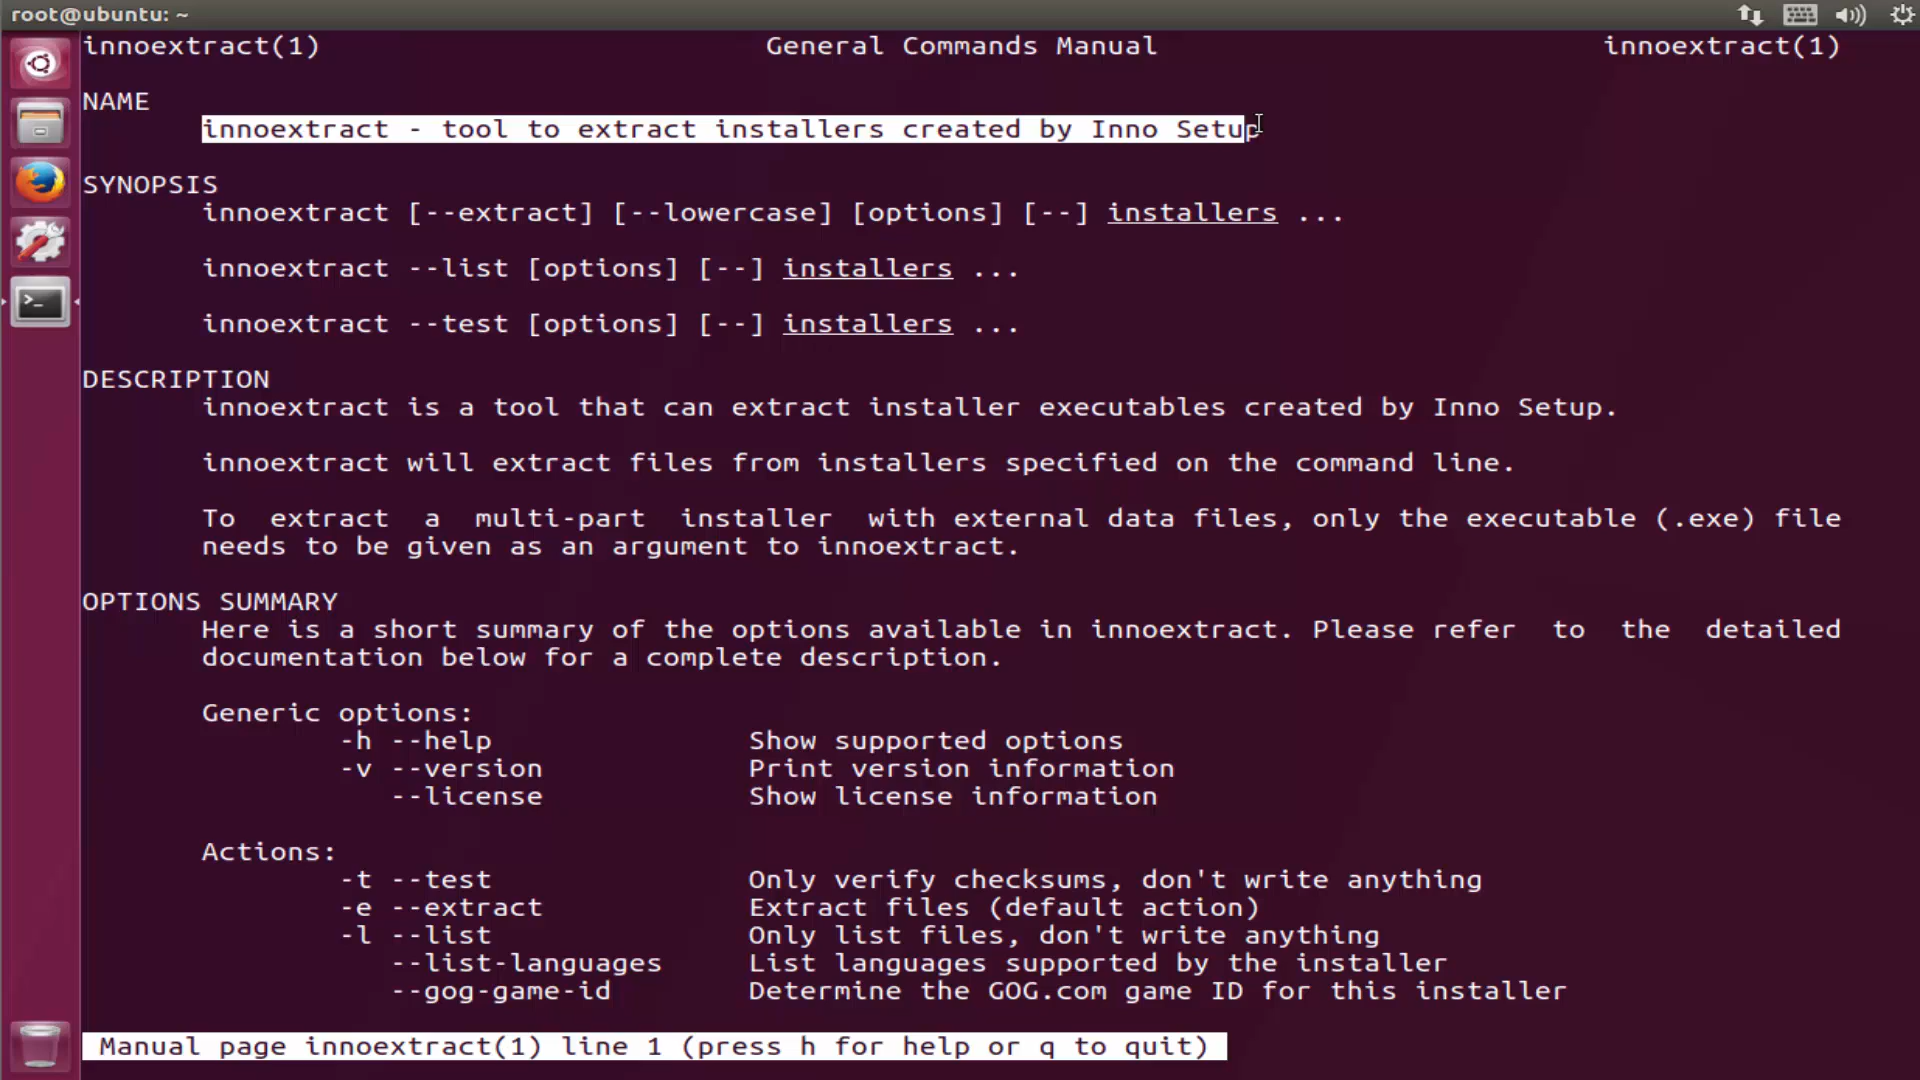 root@ubuntu: ~
innoextract(1) General Commands Manual innoextract(1)
NAME
innoextract - tool to extract installers created by Inno Setup
SYNOPSIS
innoextract [--extract] [--lowercase] [options] [--] installers ...
innoextract --list [options] [--] installers ...
innoextract --test [options] [--] installers ...
DESCRIPTION
innoextract is a tool that can extract installer executables created by Inno Setup.
innoextract will extract files from installers specified on the command line.
To extract a multi-part installer with external data files, only the executable (.exe) file
needs to be given as an argument to innoextract.
OPTIONS SUMMARY
Here is a short summary of the options available in innoextract. Please refer to the detailed
documentation below for a complete description.
Generic options:
-h --help Show supported options
-v --version Print version information
--license Show license information
Actions:
-t --test Only verify checksums, don't write anything
-e --extract Extract files (default action)
-l --list Only list files, don't write anything
--list-languages List languages supported by the installer
--gog-game-id Determine the GOG.com game ID for this installer
Manual page innoextract(1) line 1 (press h for help or q to quit)